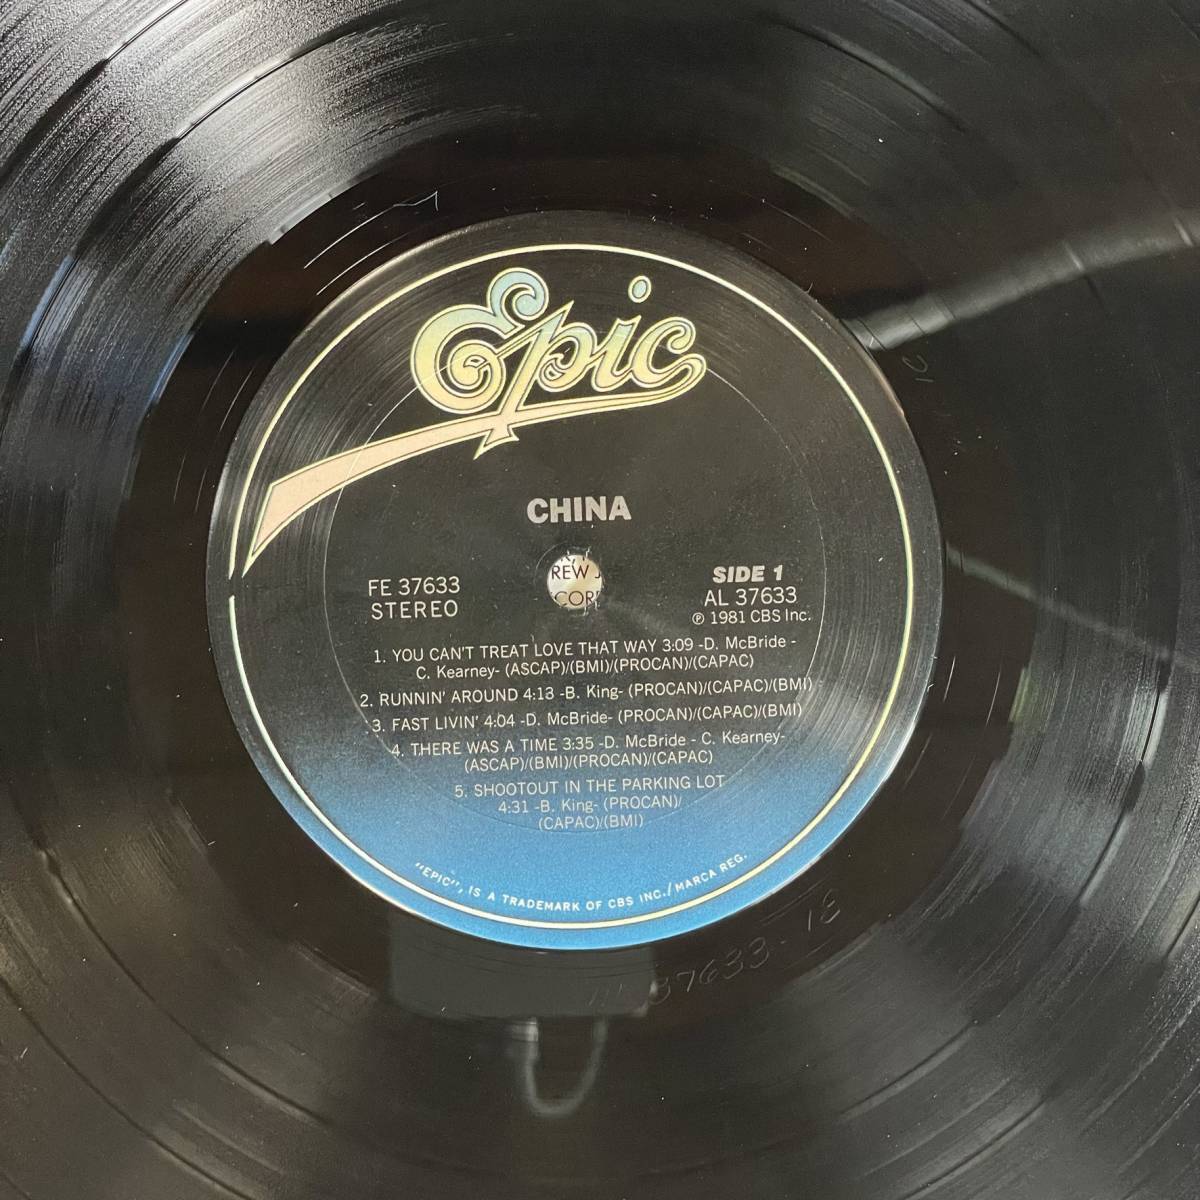 Epic
CHINA
FE 37633
STEREO
SIDE 1
AL 37633
℗ 1981 CBS Inc.
REW J
CORP
1. YOU CAN'T TREAT LOVE THAT WAY 3:09 -D. McBride -
C. Kearney- (ASCAP)/(BMI)/(PROCAN)/(CAPAC)
2. RUNNIN' AROUND 4:13 -B. King- (PROCAN)/(CAPAC)/(BMI)
3. FAST LIVIN' 4:04 -D. McBride- (PROCAN)/(CAPAC)/(BMI)
4. THERE WAS A TIME 3:35 -D. McBride - C. Kearney-
(ASCAP)/(BMI)/(PROCAN)/(CAPAC)
5. SHOOTOUT IN THE PARKING LOT
4:31 -B. King- (PROCAN)/
(CAPAC)/(BMI)
"EPIC", IS A TRADEMARK OF CBS INC./MARCA REG.
37633-1E